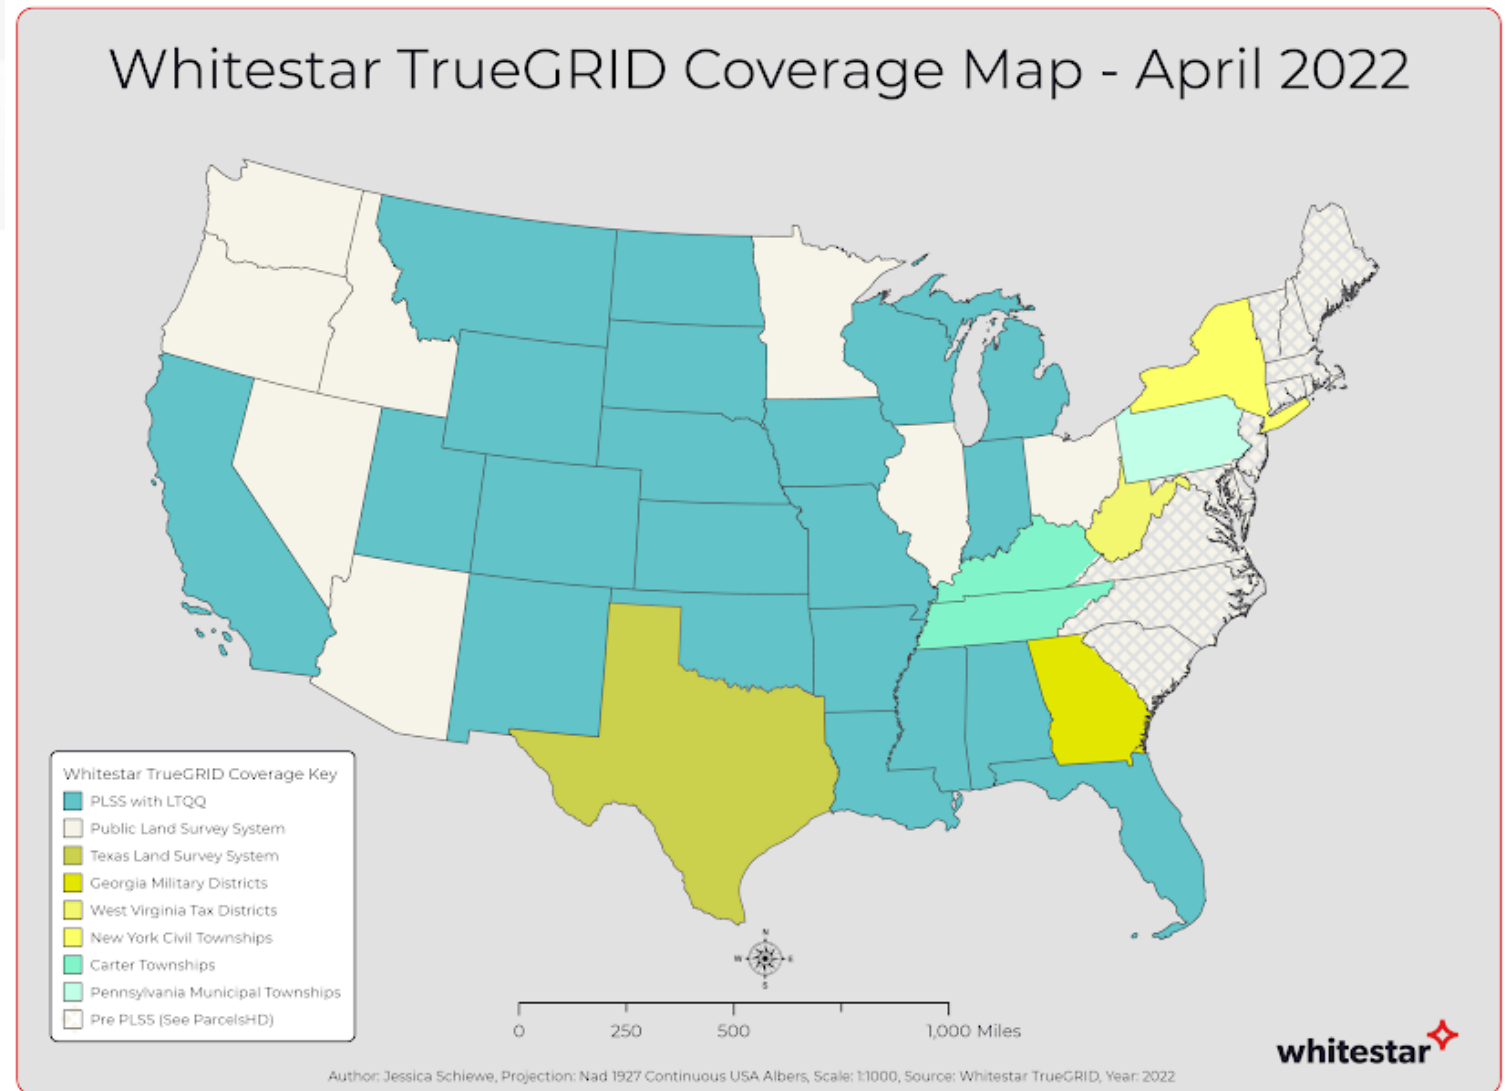 Whitestar TrueGRID Coverage Map - April 2022
Whitestar TrueGRID Coverage Key
PLSS with LTQQ
Public Land Survey System
Texas Land Survey System
Georgia Military Districts
West Virginia Tax Districts
New York Civil Townships
Carter Townships
Pennsylvania Municipal Townships
Pre PLSS (See ParcelsHD)
N
W E
S
0 250 500 1,000 Miles
whitestar
Author: Jessica Schiewe, Projection: Nad 1927 Continuous USA Albers, Scale: 1:1000, Source: Whitestar TrueGRID, Year: 2022